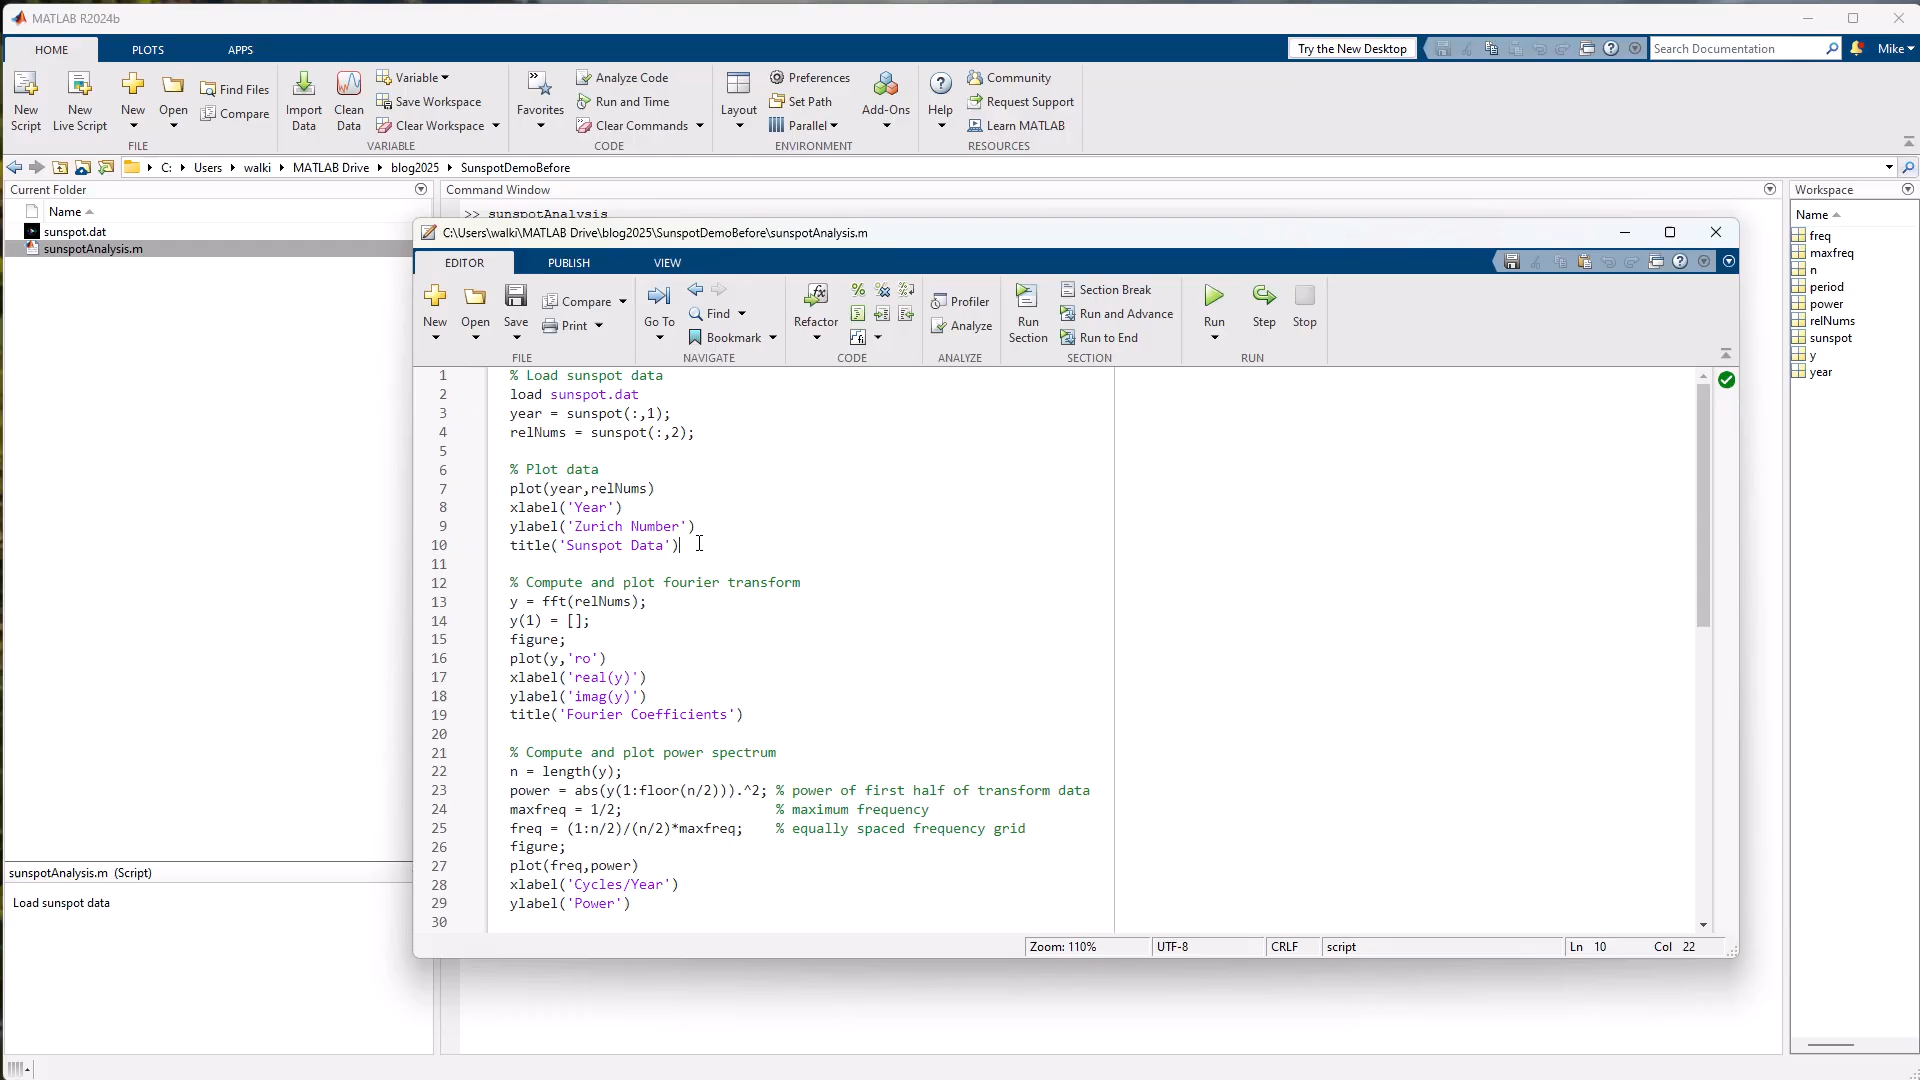 MATLAB R2024b
HOME PLOTS APPS
Try the New Desktop
Search Documentation
Mike
New Script
New Live Script
New
Open
Find Files
Compare
FILE
Import Data
Clean Data
Variable
Save Workspace
Clear Workspace
VARIABLE
Favorites
Analyze Code
Run and Time
Clear Commands
CODE
Layout
Preferences
Set Path
Parallel
Add-Ons
ENVIRONMENT
Help
Community
Request Support
Learn MATLAB
RESOURCES
C: Users walki MATLAB Drive blog2025 SunspotDemoBefore
Current Folder
Name
sunspot.dat
sunspotAnalysis.m
Command Window
>> sunspotAnalysis
C:\Users\walki\MATLAB Drive\blog2025\SunspotDemoBefore\sunspotAnalysis.m
EDITOR PUBLISH VIEW
New
Open
Save
Compare
Print
FILE
Go To
Find
Bookmark
NAVIGATE
Refactor
CODE
Profiler
Analyze
ANALYZE
Run Section
Section Break
Run and Advance
Run to End
SECTION
Run
Step
Stop
RUN
1 % Load sunspot data
2 load sunspot.dat
3 year = sunspot(:,1);
4 relNums = sunspot(:,2);
5
6 % Plot data
7 plot(year,relNums)
8 xlabel('Year')
9 ylabel('Zurich Number')
10 title('Sunspot Data')
11
12 % Compute and plot fourier transform
13 y = fft(relNums);
14 y(1) = [];
15 figure;
16 plot(y,'ro')
17 xlabel('real(y)')
18 ylabel('imag(y)')
19 title('Fourier Coefficients')
20
21 % Compute and plot power spectrum
22 n = length(y);
23 power = abs(y(1:floor(n/2))).^2; % power of first half of transform data
24 maxfreq = 1/2; % maximum frequency
25 freq = (1:n/2)/(n/2)*maxfreq; % equally spaced frequency grid
26 figure;
27 plot(freq,power)
28 xlabel('Cycles/Year')
29 ylabel('Power')
30
Zoom: 110% UTF-8 CRLF script Ln 10 Col 22
Workspace
Name
freq
maxfreq
n
period
power
relNums
sunspot
y
year
sunspotAnalysis.m (Script)
Load sunspot data